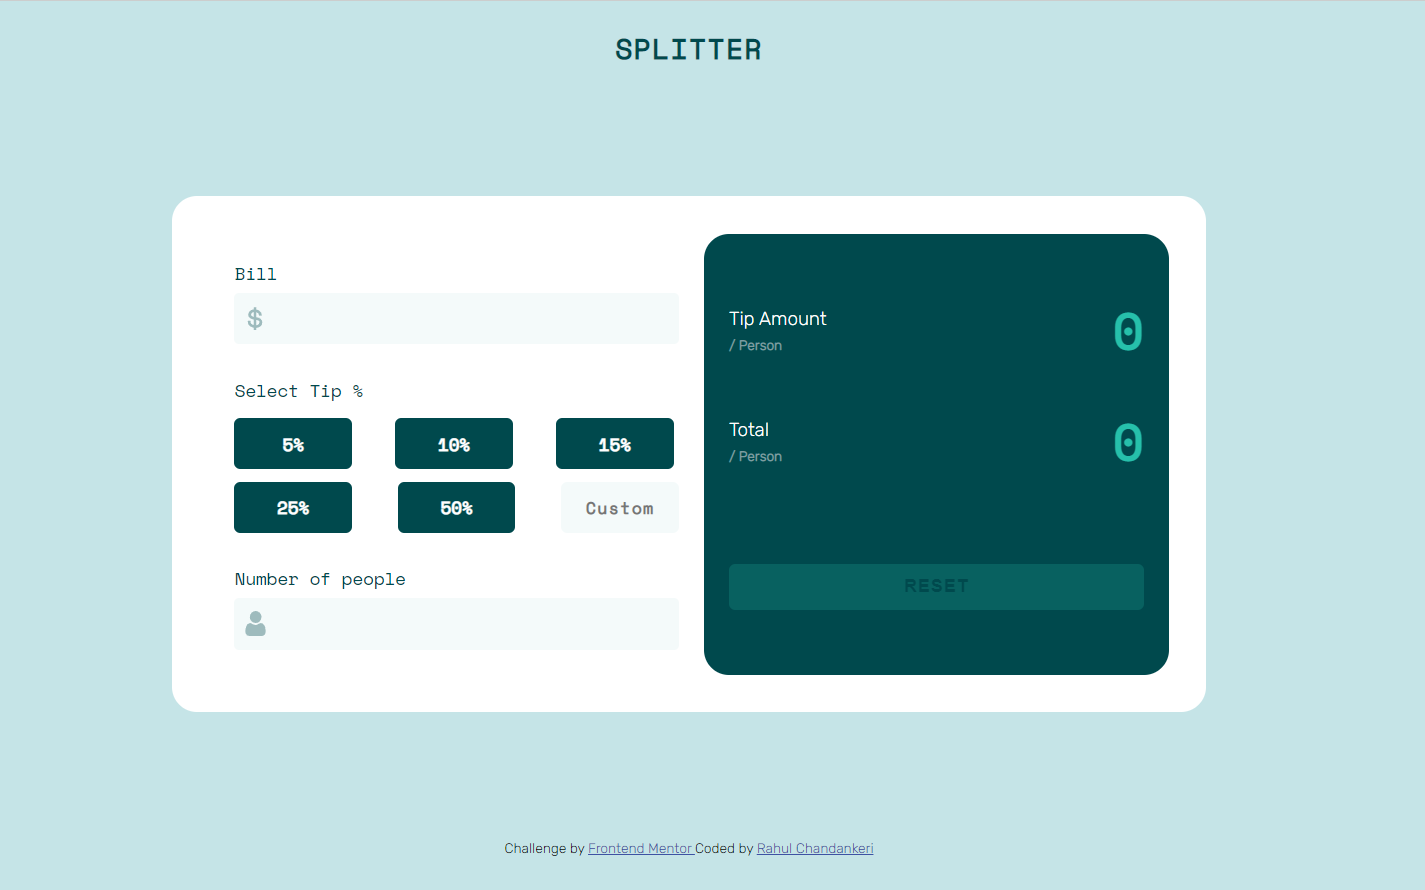 SPLITTER
Bill
$
Select Tip %
5% 10% 15%
25% 50% Custom
Number of people
Tip Amount
/ Person
0
Total
/ Person
0
RESET
Challenge by Frontend Mentor Coded by Rahul Chandankeri